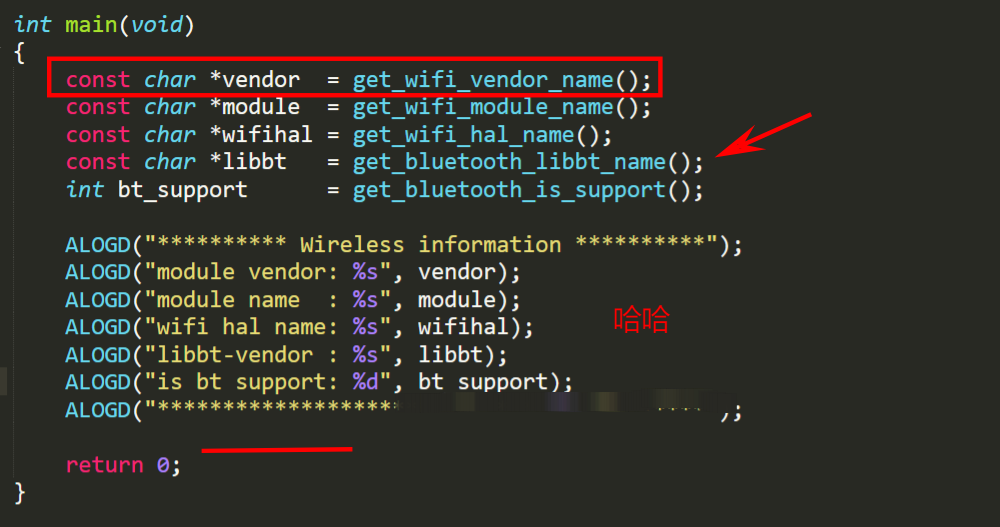 int main(void)
{
const char *vendor  = get_wifi_vendor_name();
const char *module  = get_wifi_module_name();
const char *wifihal = get_wifi_hal_name();
const char *libbt   = get_bluetooth_libbt_name();
int bt_support      = get_bluetooth_is_support();
ALOGD("********** Wireless information **********");
ALOGD("module vendor: %s", vendor);
ALOGD("module name  : %s", module);
哈哈
ALOGD("wifi hal name: %s", wifihal);
ALOGD("libbt-vendor : %s", libbt);
ALOGD("is bt support: %d", bt support);
ALOGD("******************
return 0;
}